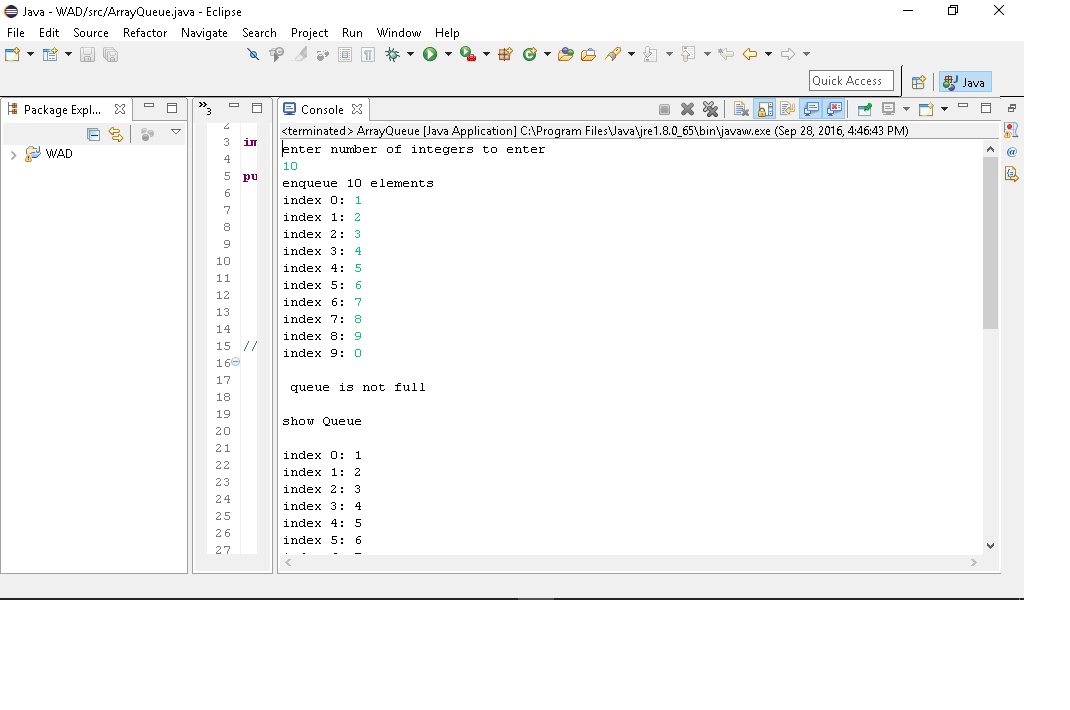 Java - WAD/src/ArrayQueue.java - Eclipse
File Edit Source Refactor Navigate Search Project Run Window Help
Quick Access
Java
Package Expl...
3
Console
<terminated> ArrayQueue [Java Application] C:\Program Files\Java\jre1.8.0_65\bin\javaw.exe (Sep 28, 2016, 4:46:43 PM)
WAD
2
3 im
4
5 pu
6
7
8
9
10
11
12
13
14
15 //
16
17
18
19
20
21
22
23
24
25
26
27
enter number of integers to enter
10
enqueue 10 elements
index 0: 1
index 1: 2
index 2: 3
index 3: 4
index 4: 5
index 5: 6
index 6: 7
index 7: 8
index 8: 9
index 9: 0
queue is not full
show Queue
index 0: 1
index 1: 2
index 2: 3
index 3: 4
index 4: 5
index 5: 6